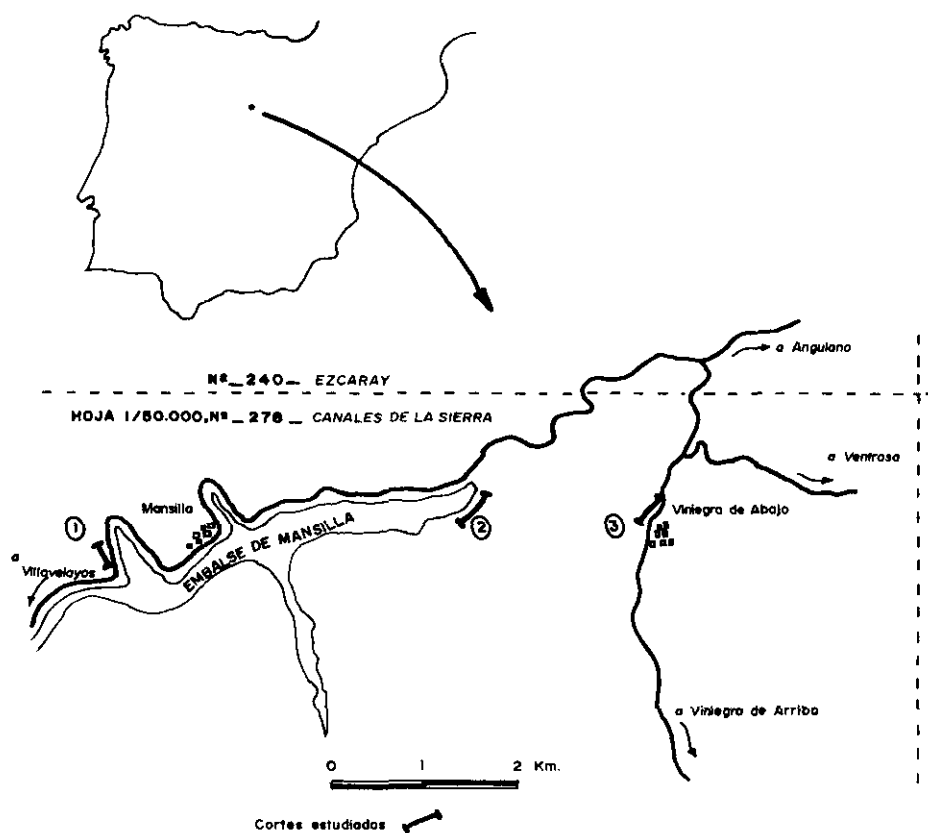 a Anguiano
Nº_240_ EZCARAY
HOJA 1/50.000,Nº_278_ CANALES DE LA SIERRA
a Ventrosa
Mansilla
Viniegra de Abajo
1
2
3
EMBALSE DE MANSILLA
a
Villavelayos
a Viniegra de Arriba
0 1 2 Km.
Cortes estudiados